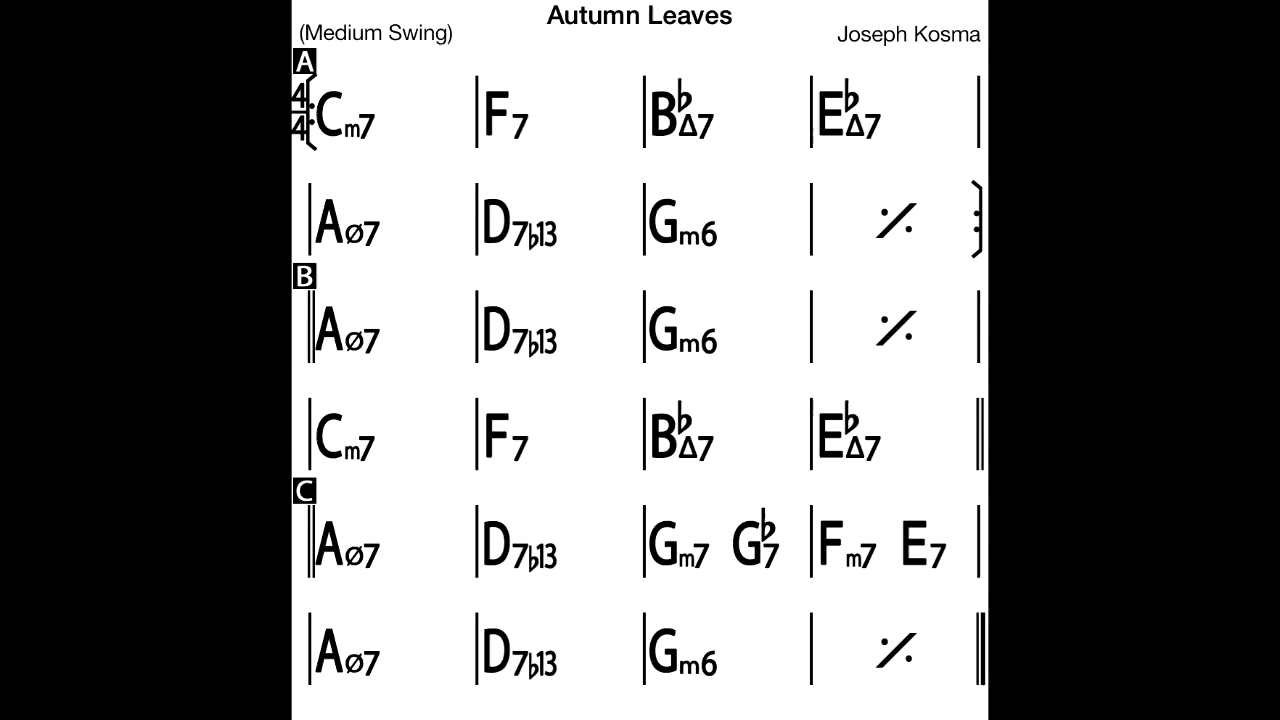 Autumn Leaves
(Medium Swing) Joseph Kosma
A
4/4 Cm7 F7 B♭Δ7 E♭Δ7
Aø7 D7♭13 Gm6 𝄎
B
Aø7 D7♭13 Gm6 𝄎
Cm7 F7 B♭Δ7 E♭Δ7
C
Aø7 D7♭13 Gm7 G♭7 Fm7 E7
Aø7 D7♭13 Gm6 𝄎